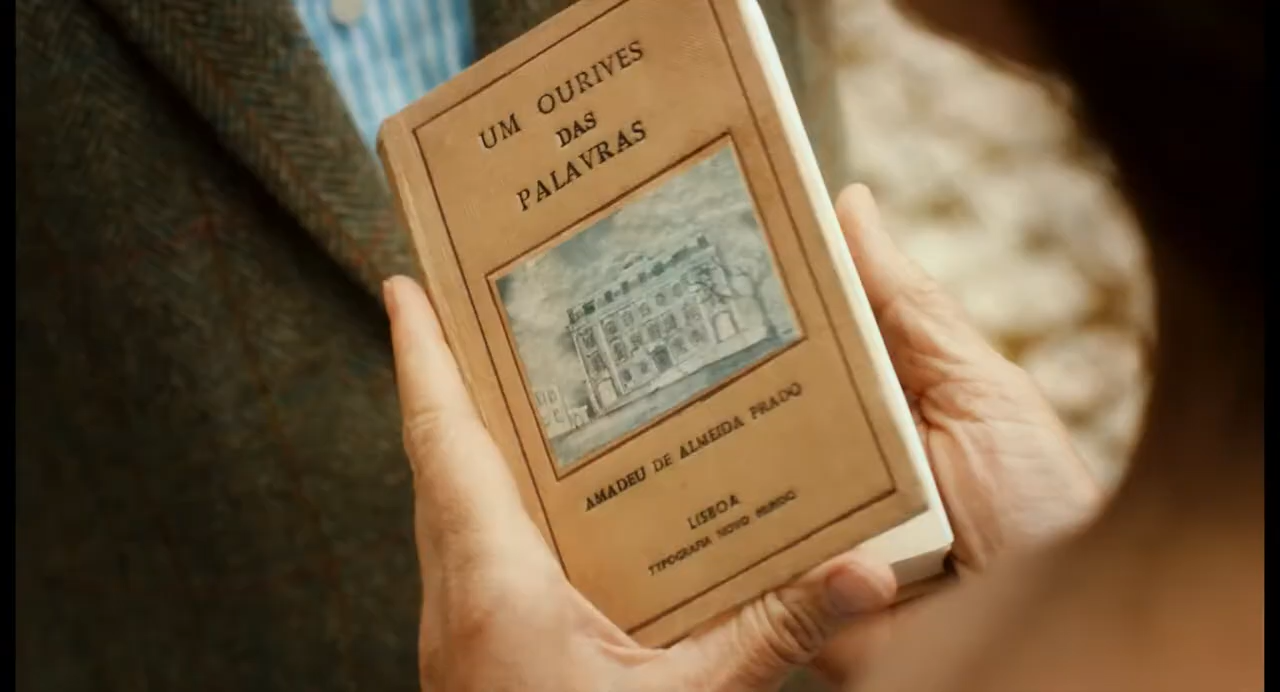 UM OURIVES
DAS
PALAVRAS
AMADEU DE ALMEIDA PRADO
LISBOA
TYPOGRAFIA NOVO MUNDO